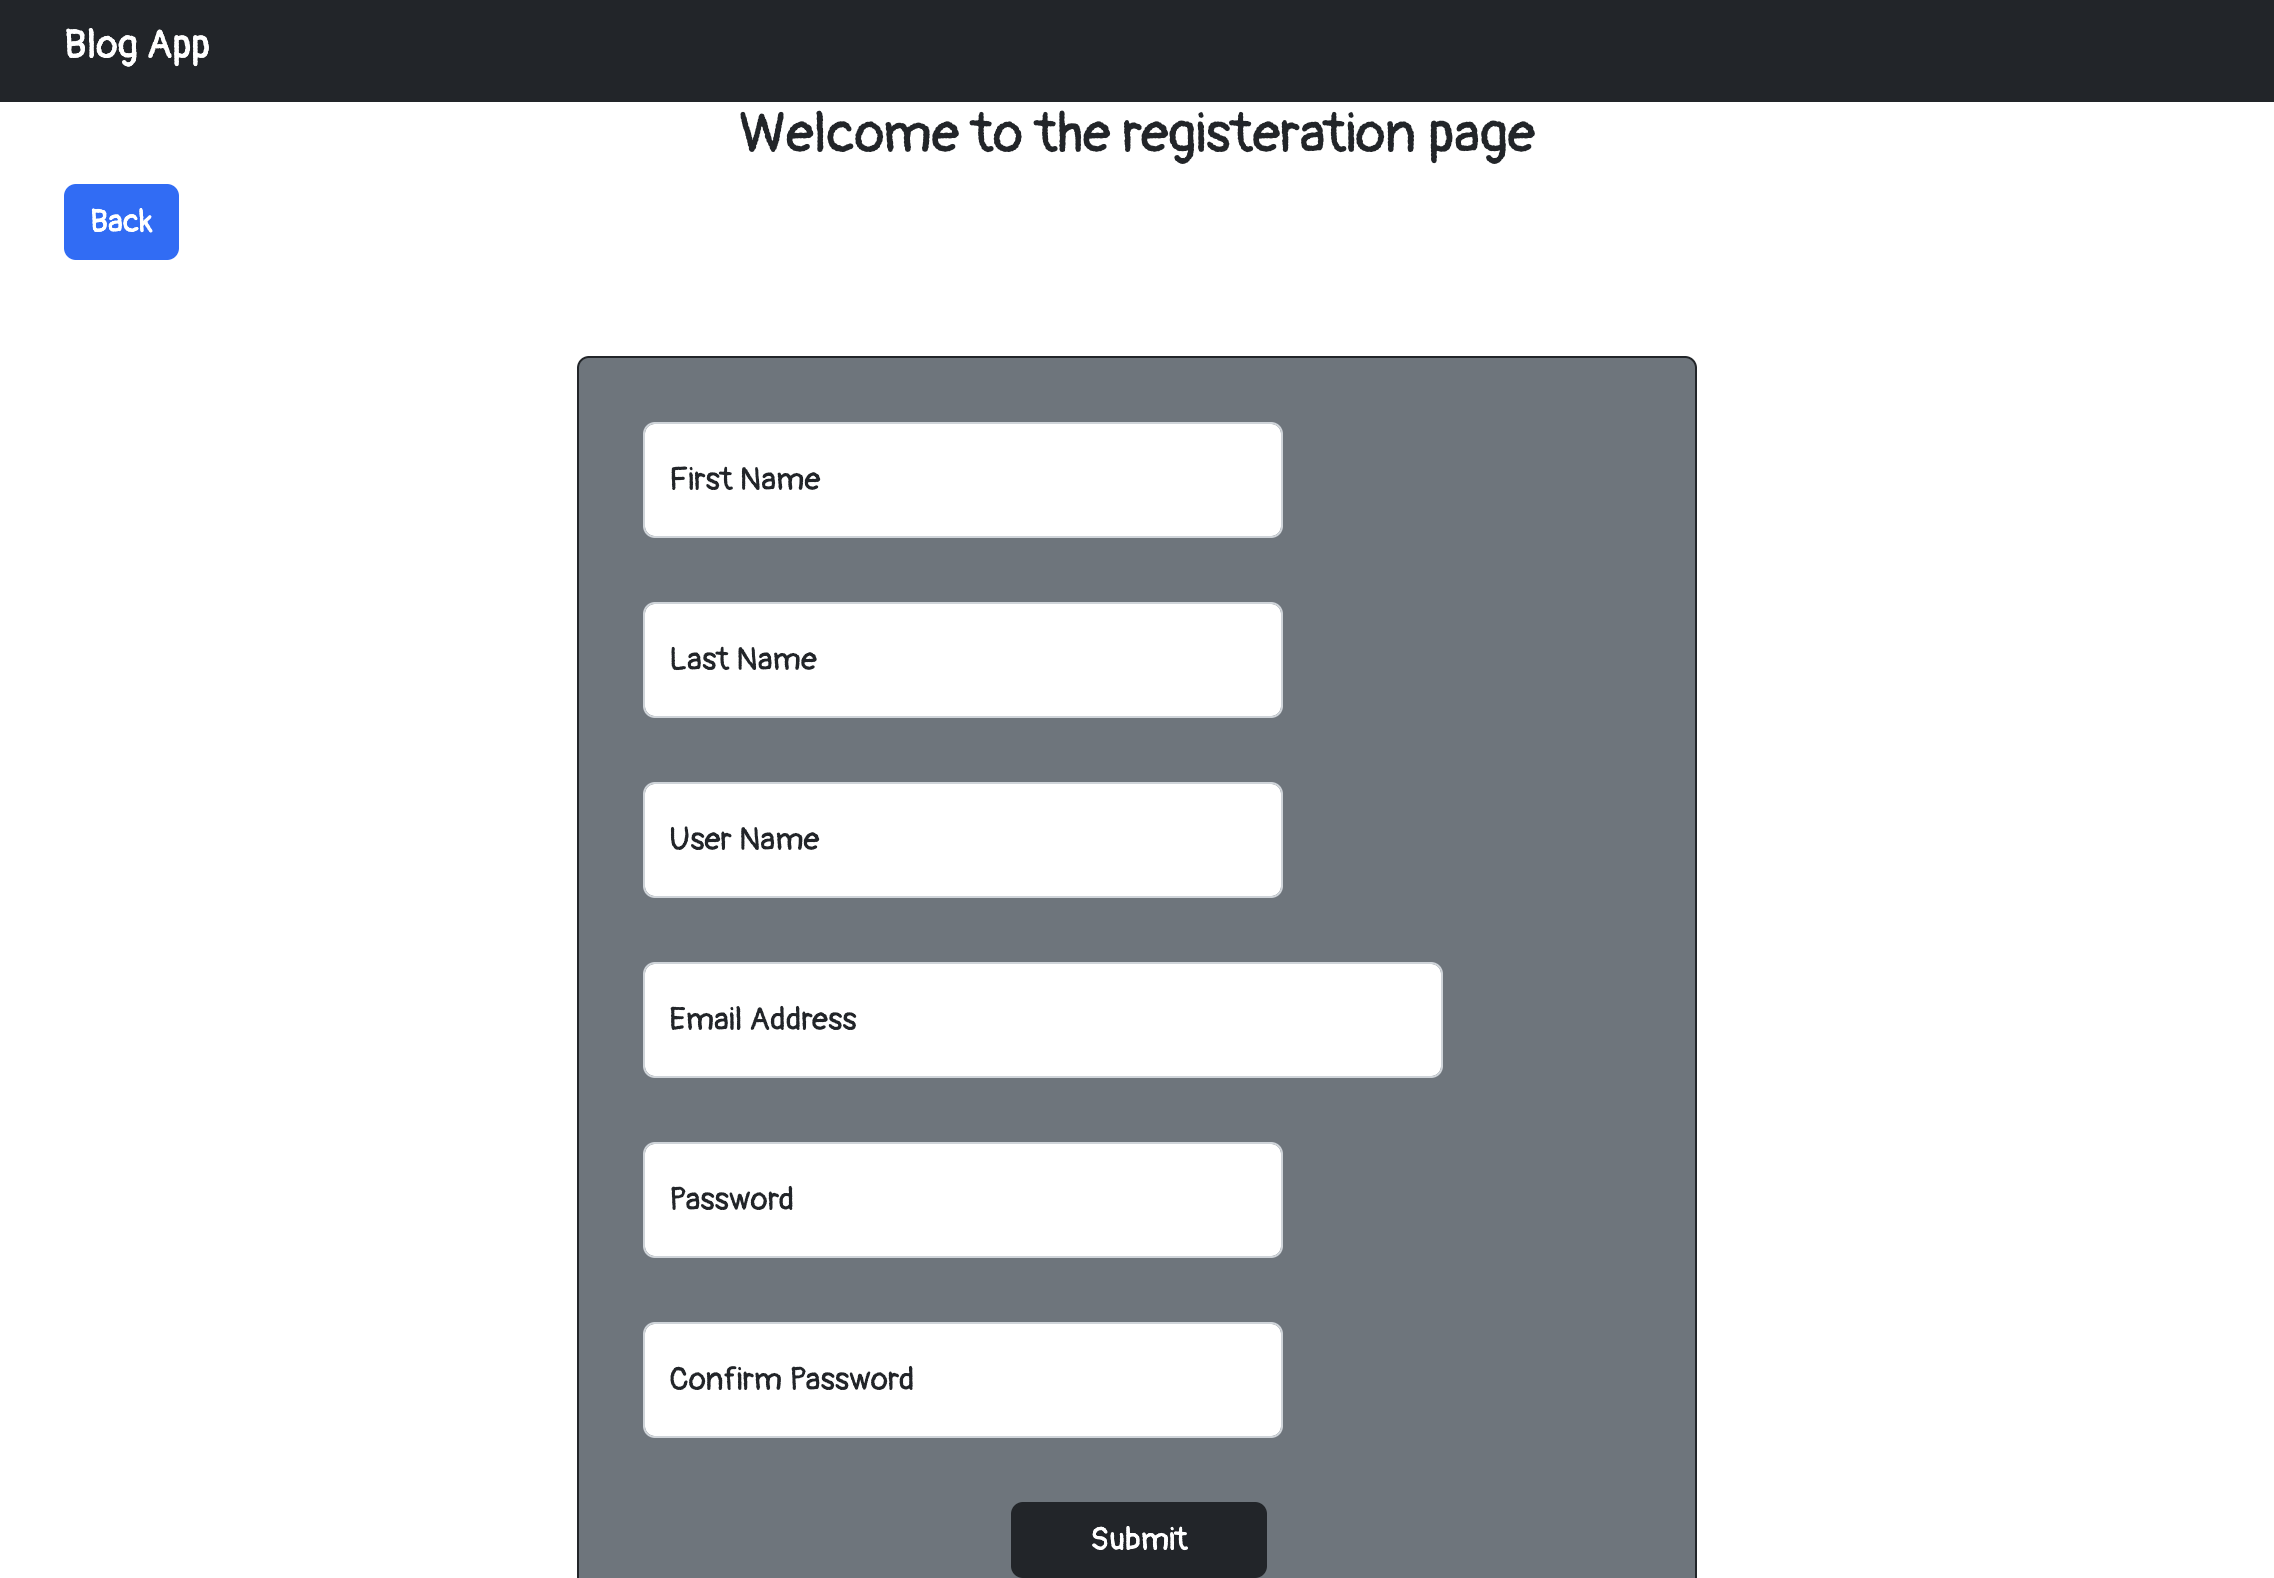 Blog App
Welcome to the registeration page
Back
First Name
Last Name
User Name
Email Address
Password
Confirm Password
Submit